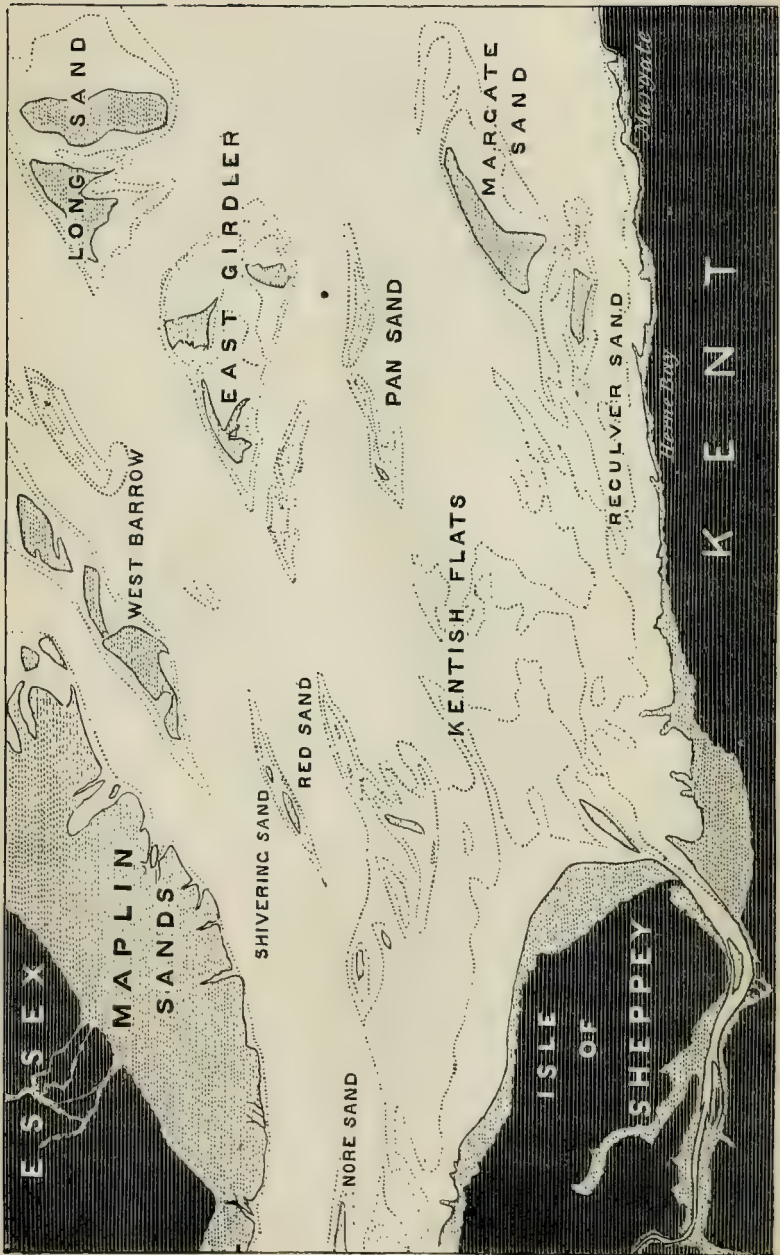 ESSEX
MAPLIN
SANDS
WEST BARROW
LONG SAND
EAST GIRDLER
SHIVERING SAND
RED SAND
NORE SAND
PAN SAND
MARGATE
SAND
KENTISH FLATS
RECULVER SAND
ISLE
OF
SHEPPEY
Herne Bay
Margate
KENT